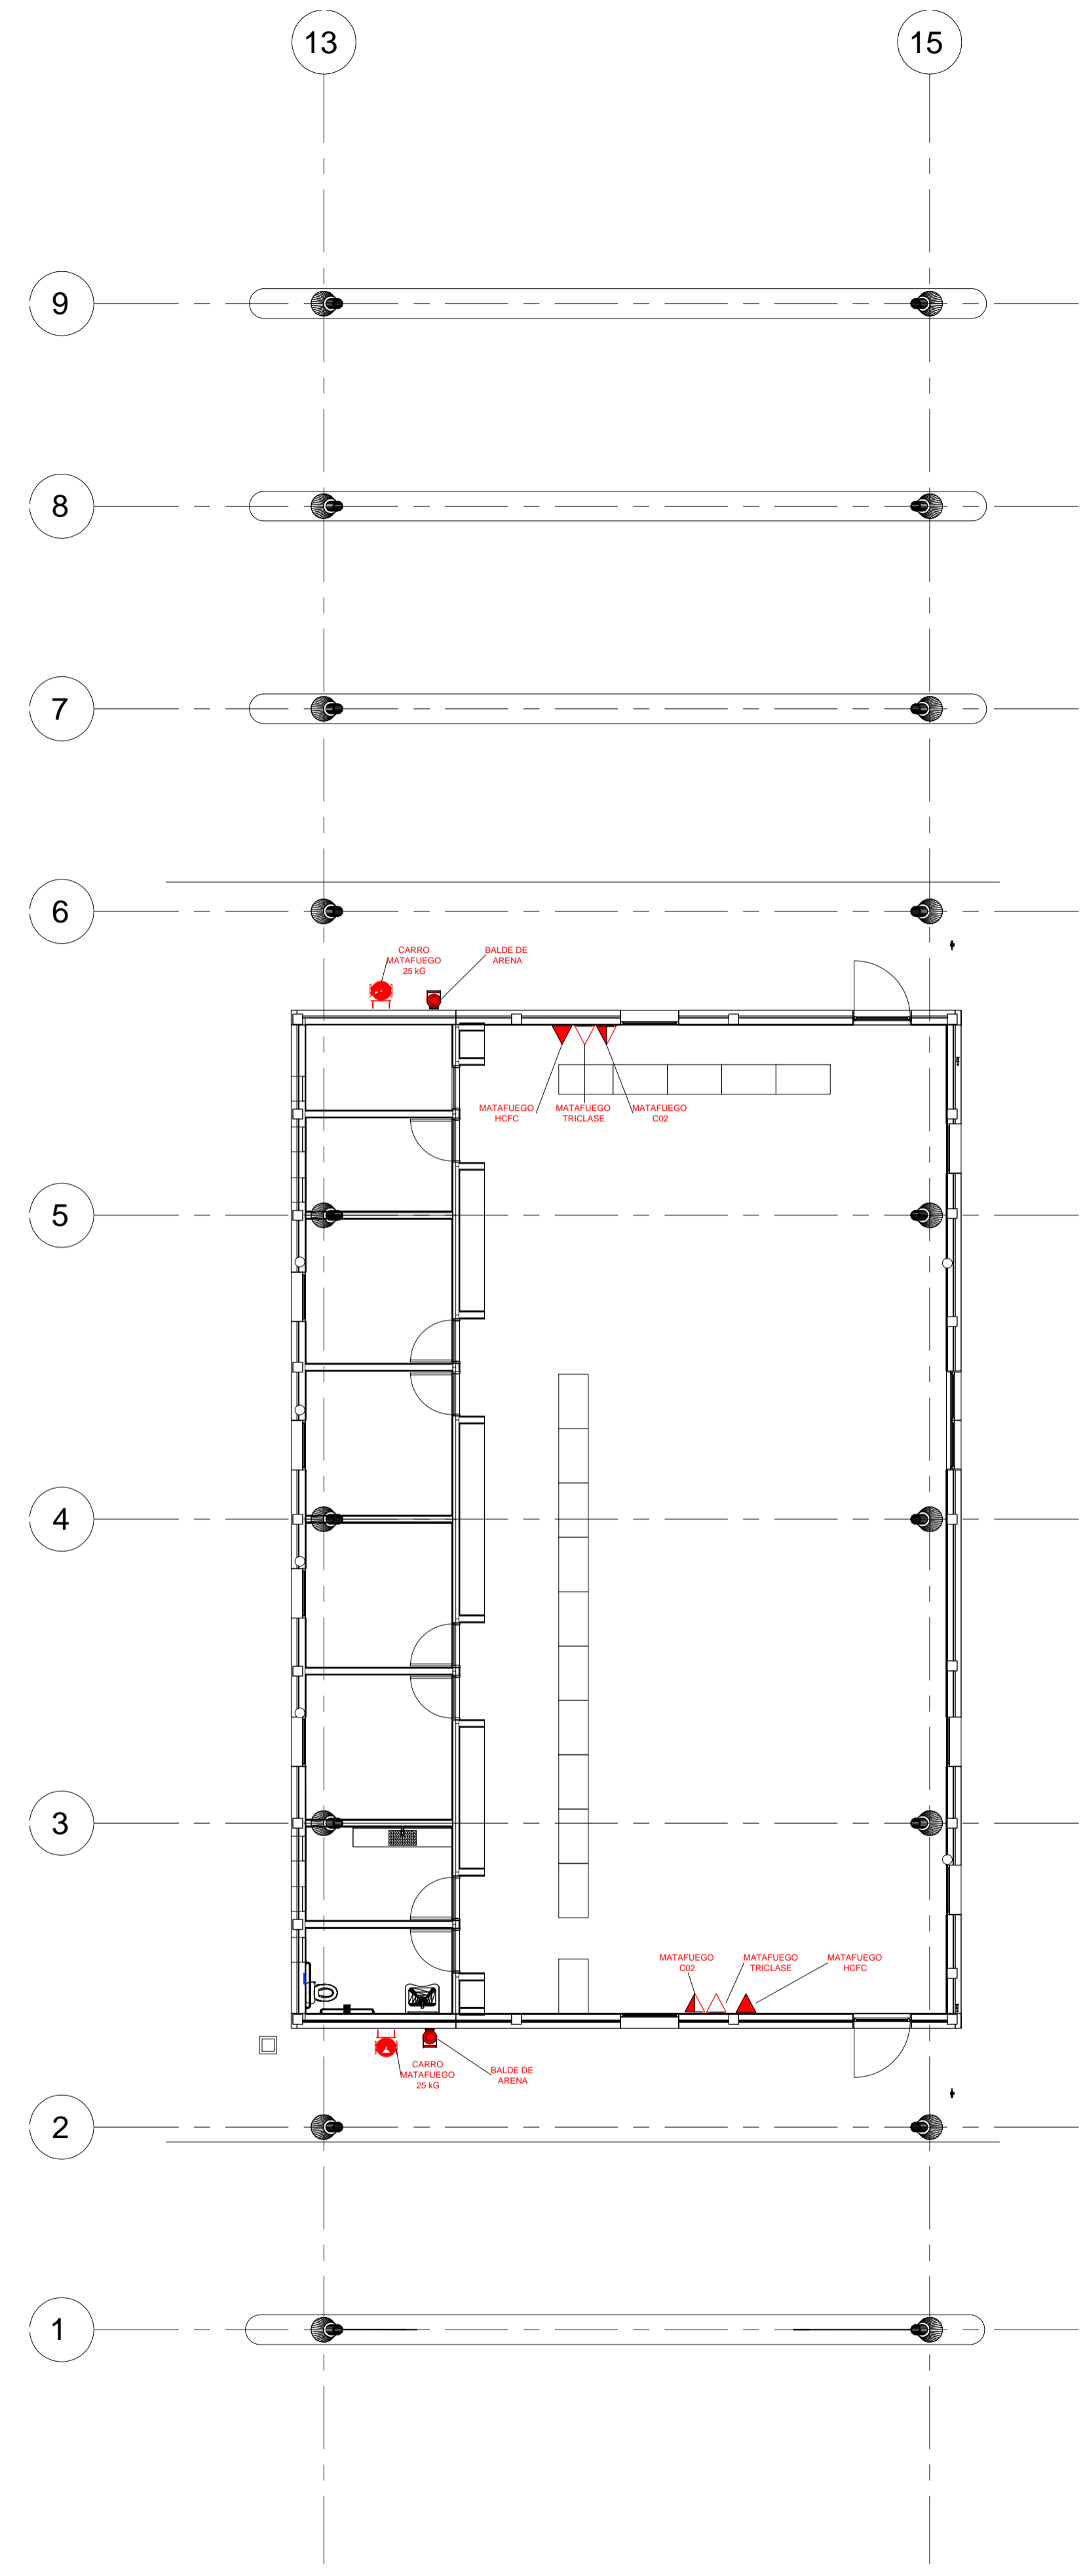 13
15
9
8
7
6
CARRO
MATAFUEGO
25 kG
BALDE DE
ARENA
MATAFUEGO
HCFC
MATAFUEGO
TRICLASE
MATAFUEGO
C02
5
4
3
MATAFUEGO
C02
MATAFUEGO
TRICLASE
MATAFUEGO
HCFC
CARRO
MATAFUEGO
25 kG
BALDE DE
ARENA
2
1